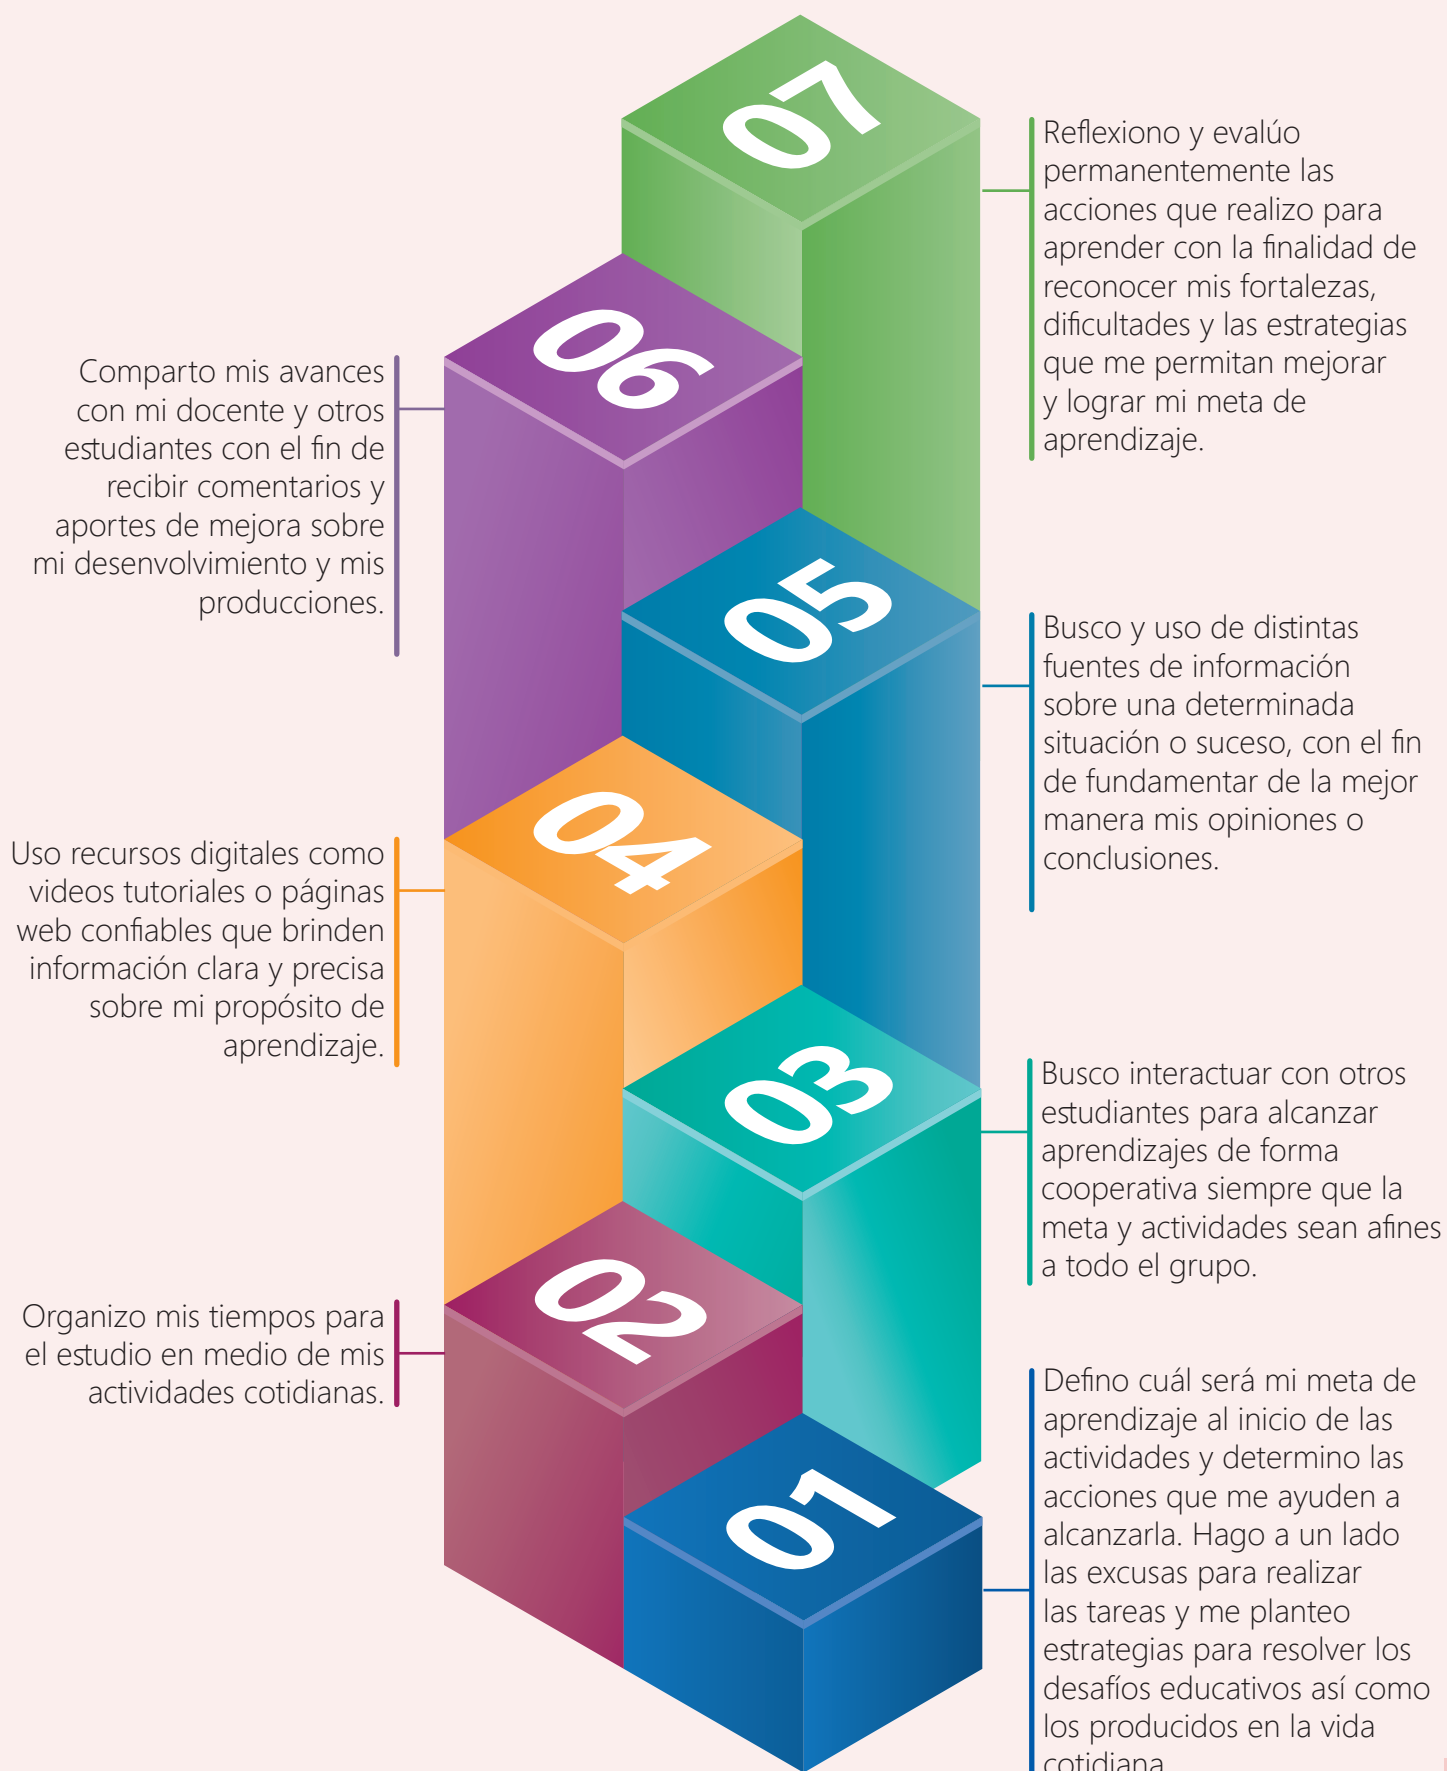 07
Reflexiono y evalúo
permanentemente las
acciones que realizo para
aprender con la finalidad de
reconocer mis fortalezas,
dificultades y las estrategias
que me permitan mejorar
y lograr mi meta de
aprendizaje.
06
Comparto mis avances
con mi docente y otros
estudiantes con el fin de
recibir comentarios y
aportes de mejora sobre
mi desenvolvimiento y mis
producciones.
05
Busco y uso de distintas
fuentes de información
sobre una determinada
situación o suceso, con el fin
de fundamentar de la mejor
manera mis opiniones o
conclusiones.
04
Uso recursos digitales como
videos tutoriales o páginas
web confiables que brinden
información clara y precisa
sobre mi propósito de
aprendizaje.
03
Busco interactuar con otros
estudiantes para alcanzar
aprendizajes de forma
cooperativa siempre que la
meta y actividades sean afines
a todo el grupo.
02
Organizo mis tiempos para
el estudio en medio de mis
actividades cotidianas.
01
Defino cuál será mi meta de
aprendizaje al inicio de las
actividades y determino las
acciones que me ayuden a
alcanzarla. Hago a un lado
las excusas para realizar
las tareas y me planteo
estrategias para resolver los
desafíos educativos así como
los producidos en la vida
cotidiana